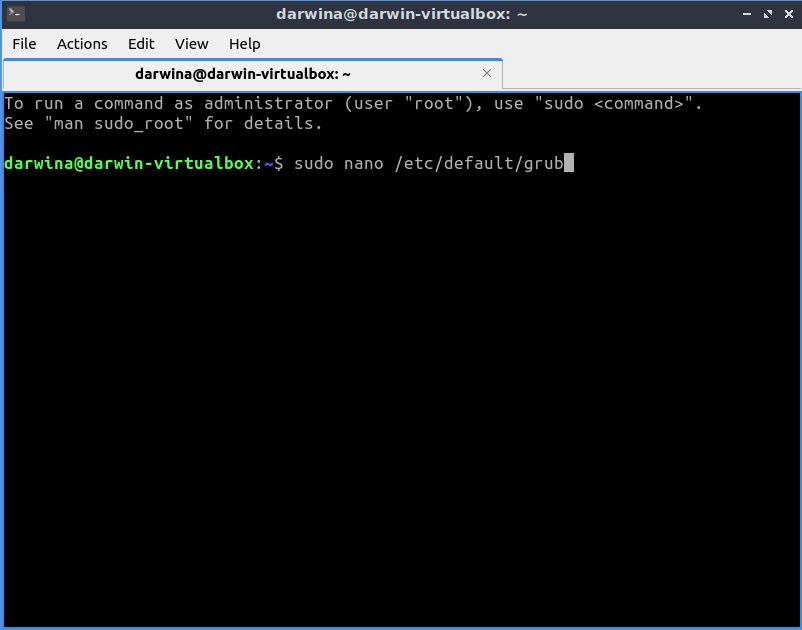 darwina@darwin-virtualbox: ~
File Actions Edit View Help
darwina@darwin-virtualbox: ~
To run a command as administrator (user "root"), use "sudo <command>".
See "man sudo_root" for details.
darwina@darwin-virtualbox:~$ sudo nano /etc/default/grub